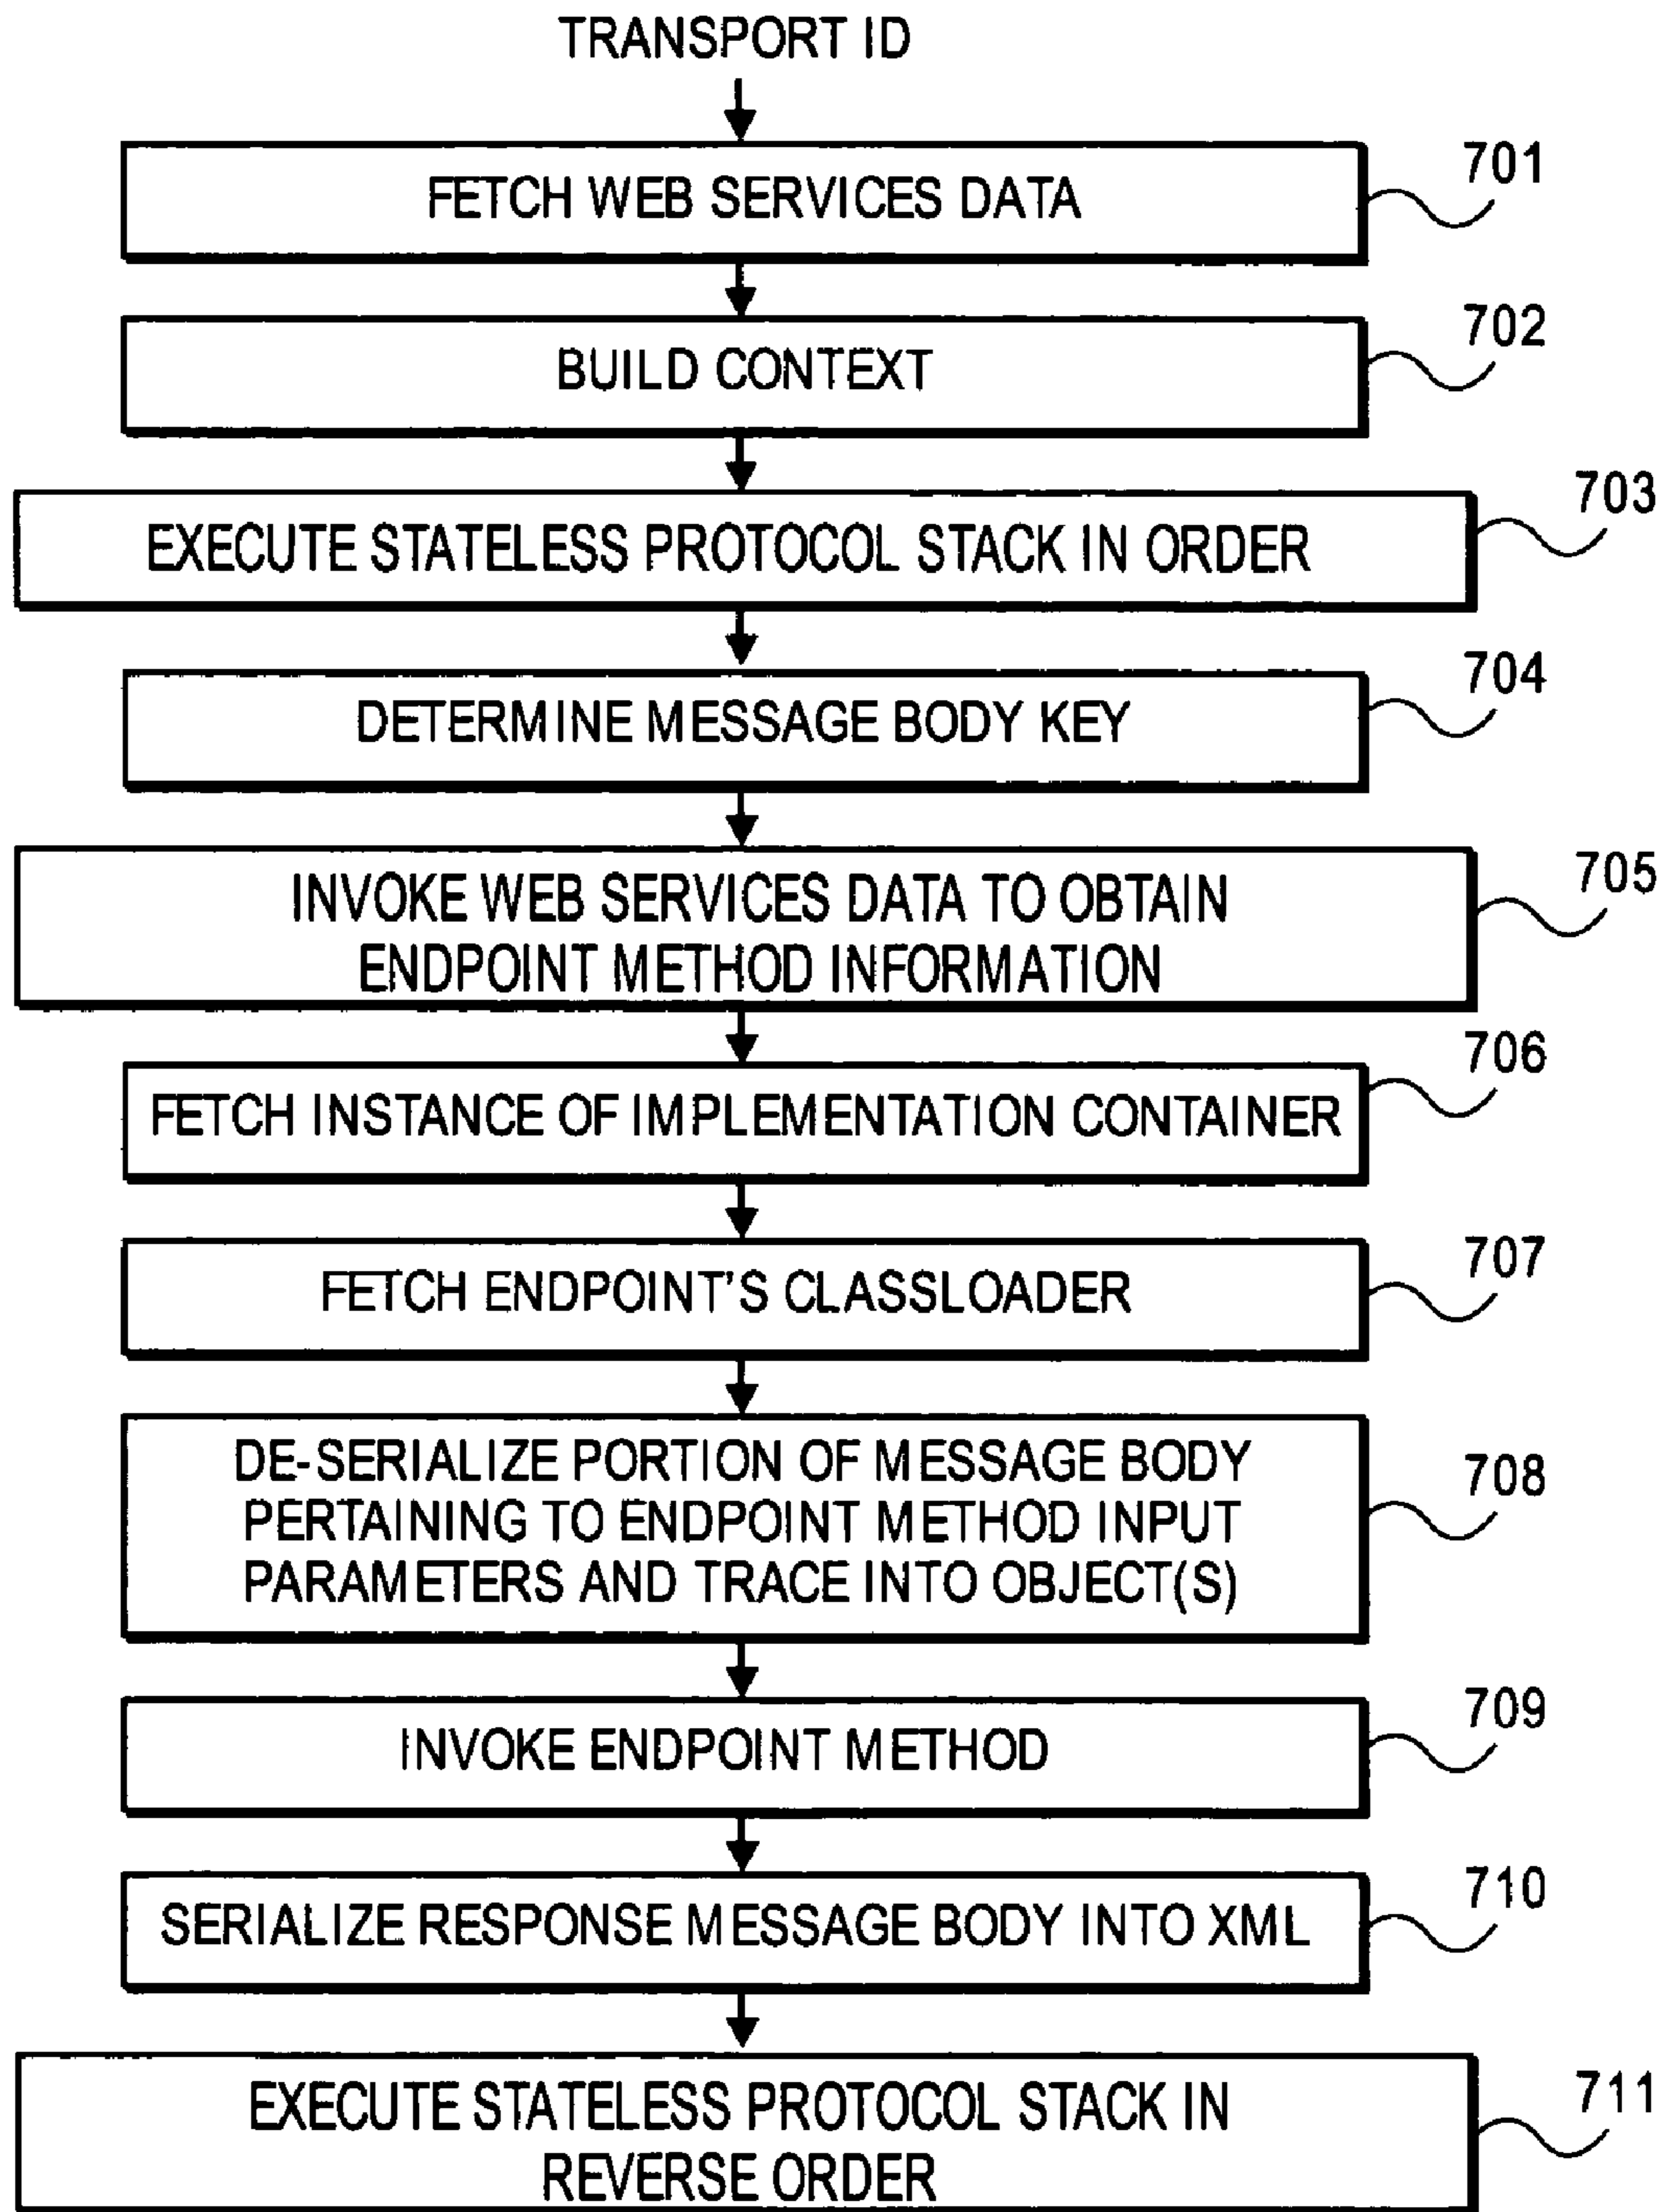 TRANSPORT ID
FETCH WEB SERVICES DATA
701
BUILD CONTEXT
702
EXECUTE STATELESS PROTOCOL STACK IN ORDER
703
DETERMINE MESSAGE BODY KEY
704
INVOKE WEB SERVICES DATA TO OBTAIN
ENDPOINT METHOD INFORMATION
705
FETCH INSTANCE OF IMPLEMENTATION CONTAINER
706
FETCH ENDPOINT'S CLASSLOADER
707
DE-SERIALIZE PORTION OF MESSAGE BODY
PERTAINING TO ENDPOINT METHOD INPUT
PARAMETERS AND TRACE INTO OBJECT(S)
708
INVOKE ENDPOINT METHOD
709
SERIALIZE RESPONSE MESSAGE BODY INTO XML
710
EXECUTE STATELESS PROTOCOL STACK IN
REVERSE ORDER
711